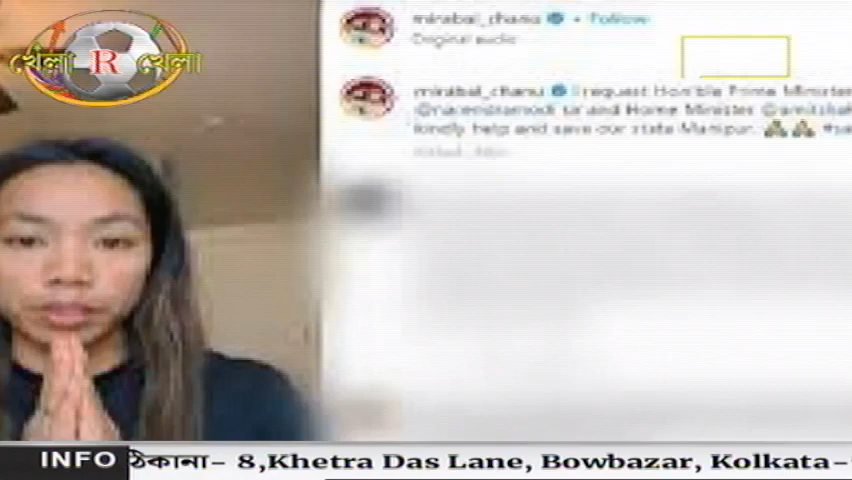 খেলা R খেলা
mirabai_chanu • Follow
Original audio
mirabai_chanu I request Hon'ble Prime Minister
@narendramodi sir and Home Minister @amitshah
kindly help and save our state Manipur. 🙏🙏 #sa
INFO ঠিকানা- 8,Khetra Das Lane, Bowbazar, Kolkata-